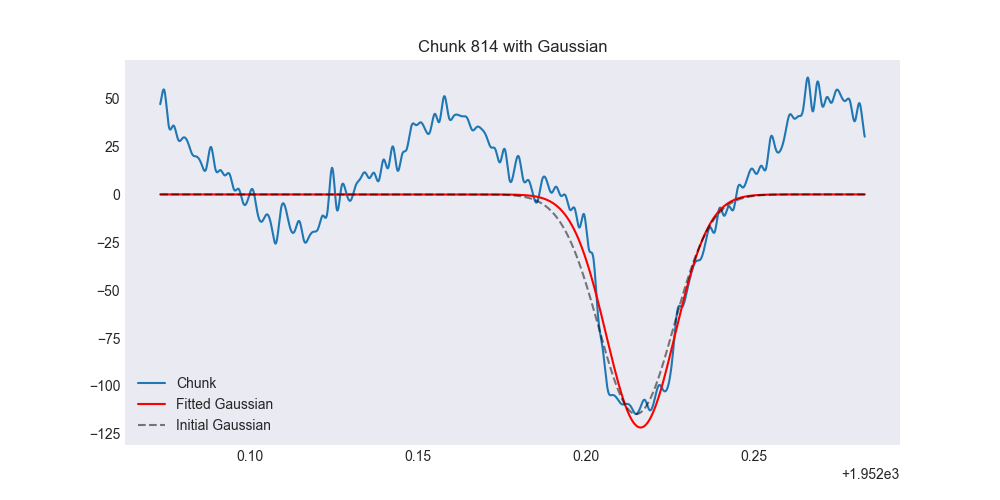 Chunk 814 with Gaussian
50
25
0
−25
−50
−75
−100
−125
Chunk
Fitted Gaussian
Initial Gaussian
0.10 0.15 0.20 0.25
+1.952e3